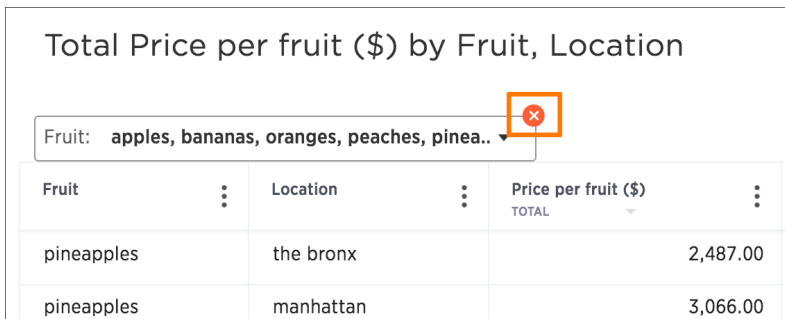 Total Price per fruit ($) by Fruit, Location
Fruit: apples, bananas, oranges, peaches, pinea..
Fruit Location Price per fruit ($)
TOTAL
pineapples the bronx 2,487.00
pineapples manhattan 3,066.00